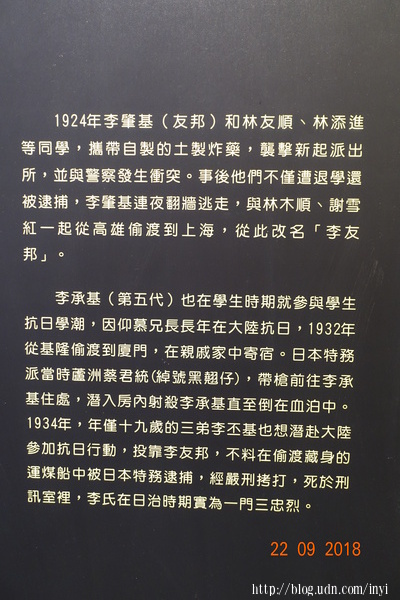 1924年李肇基（友邦）和林友順、林添進
等同學，攜帶自製的土製炸藥，襲擊新起派出
所，並與警察發生衝突。事後他們不僅遭退學還
被逮捕，李肇基連夜翻牆逃走，與林木順、謝雪
紅一起從高雄偷渡到上海，從此改名「李友
邦」。
李承基（第五代）也在學生時期就參與學生
抗日學潮，因仰慕兄長長年在大陸抗日，1932年
從基隆偷渡到廈門，在親戚家中寄宿。日本特務
派當時蘆洲蔡君統(綽號黑翹仔)，帶槍前往李承
基住處，潛入房內射殺李承基直至倒在血泊中。
1934年，年僅十九歲的三弟李丕基也想潛赴大陸
參加抗日行動，投靠李友邦，不料在偷渡藏身的
運煤船中被日本特務逮捕，經嚴刑拷打，死於刑
訊室裡，李氏在日治時期實為一門三忠烈。
22 09 2018
http://blog.udn.com/inyi